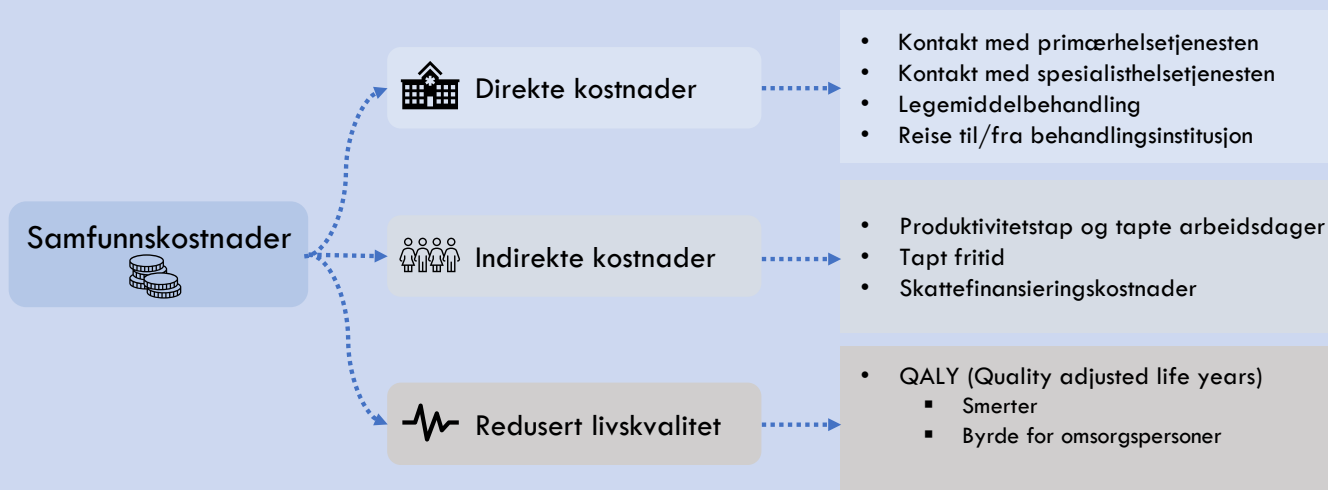 Samfunnskostnader
Direkte kostnader
• Kontakt med primærhelsetjenesten
• Kontakt med spesialisthelsetjenesten
• Legemiddelbehandling
• Reise til/fra behandlingsinstitusjon
Indirekte kostnader
• Produktivitetstap og tapte arbeidsdager
• Tapt fritid
• Skattefinansieringskostnader
Redusert livskvalitet
• QALY (Quality adjusted life years)
▪ Smerter
▪ Byrde for omsorgspersoner